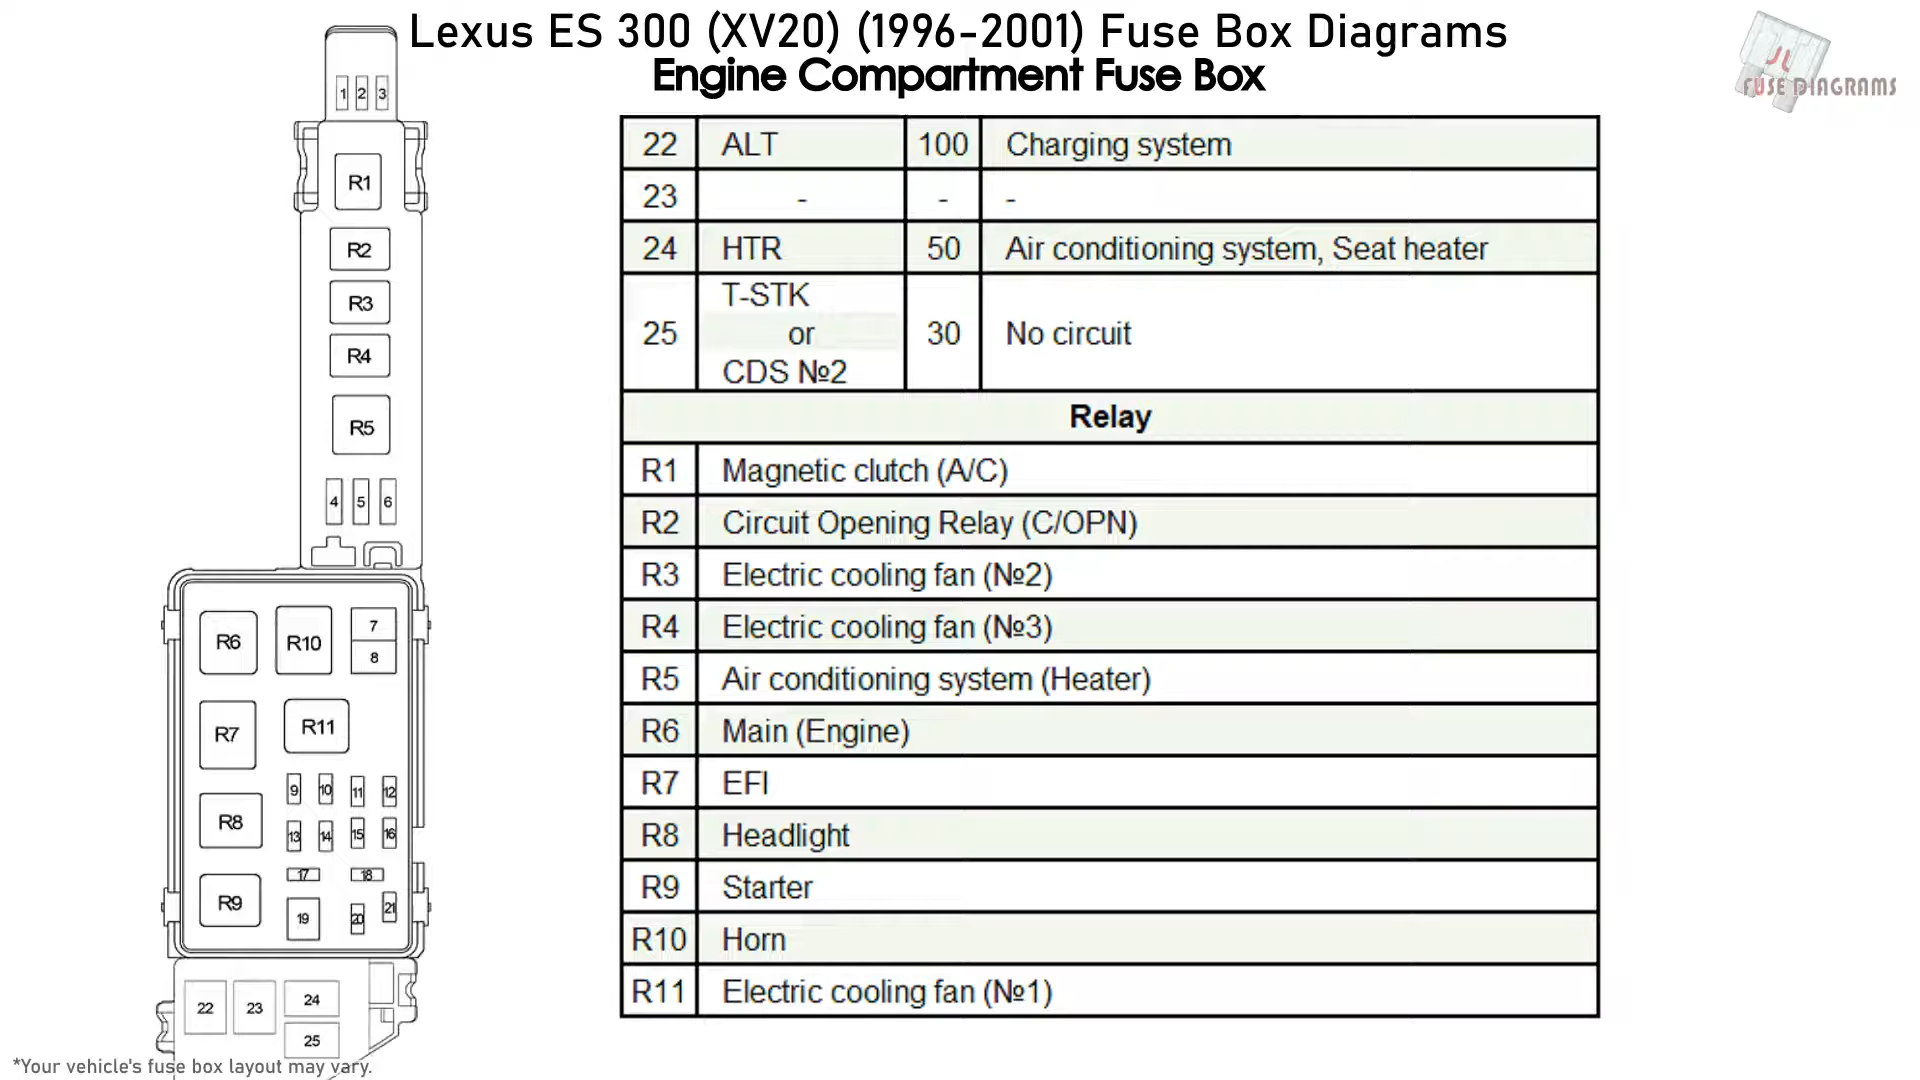 Lexus ES 300 (XV20) (1996-2001) Fuse Box Diagrams
Engine Compartment Fuse Box
JL
FUSE DIAGRAMS
1 2 3
R1
R2
R3
R4
R5
4 5 6
R6 R10 7
8
R7 R11
9 10 11 12
R8
13 14 15 16
17 18
R9 19 20 21
22 23 24
25
22 ALT 100 Charging system
23 - - -
24 HTR 50 Air conditioning system, Seat heater
T-STK
25 or 30 No circuit
CDS №2
Relay
R1 Magnetic clutch (A/C)
R2 Circuit Opening Relay (C/OPN)
R3 Electric cooling fan (№2)
R4 Electric cooling fan (№3)
R5 Air conditioning system (Heater)
R6 Main (Engine)
R7 EFI
R8 Headlight
R9 Starter
R10 Horn
R11 Electric cooling fan (№1)
*Your vehicle's fuse box layout may vary.